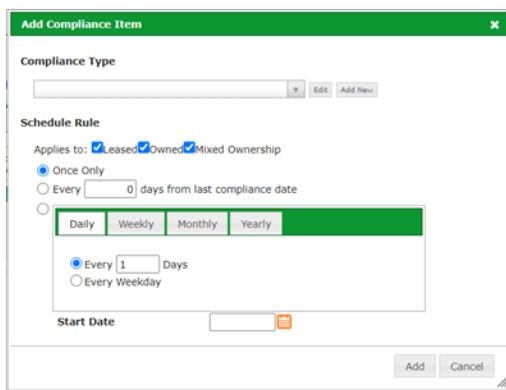 Add Compliance Item
Compliance Type
Edit Add New
Schedule Rule
Applies to: Leased Owned Mixed Ownership
Once Only
Every 0 days from last compliance date
Daily Weekly Monthly Yearly
Every 1 Days
Every Weekday
Start Date
Add Cancel